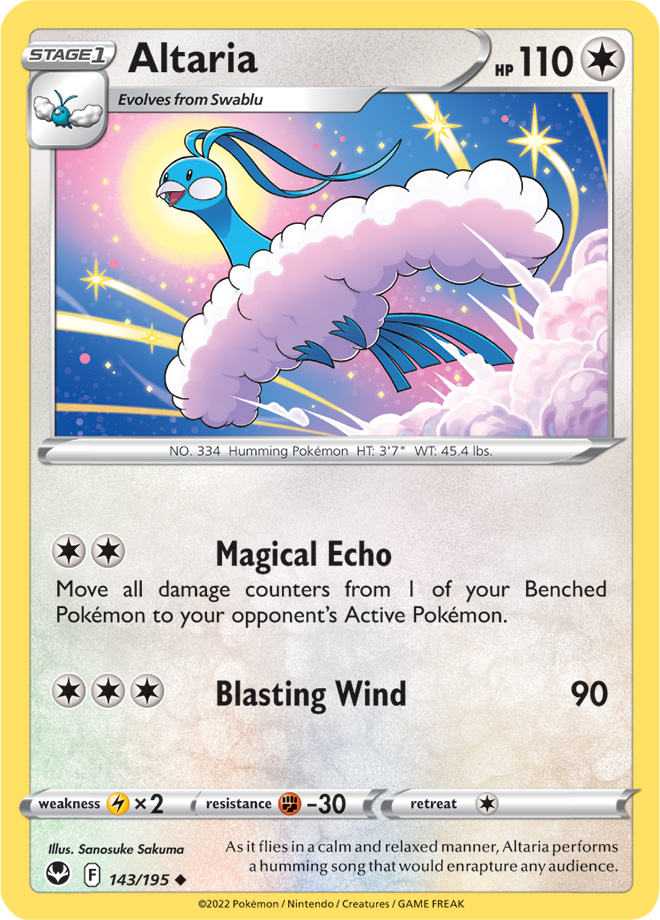 STAGE 1
Altaria
HP 110
Evolves from Swablu
NO. 334 Humming Pokémon HT: 3'7" WT: 45.4 lbs.
Magical Echo
Move all damage counters from 1 of your Benched
Pokémon to your opponent's Active Pokémon.
Blasting Wind 90
weakness ×2 resistance -30 retreat
Illus. Sanosuke Sakuma
F 143/195
As it flies in a calm and relaxed manner, Altaria performs
a humming song that would enrapture any audience.
©2022 Pokémon / Nintendo / Creatures / GAME FREAK